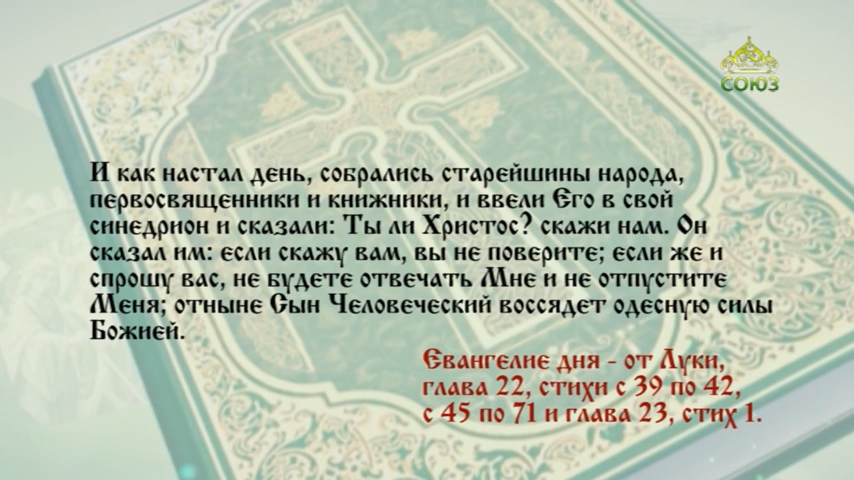 СОЮЗ
И как настал день, собрались старейшины народа,
первосвященники и книжники, и ввели Его в свой
синедрион и сказали: Ты ли Христос? скажи нам. Он
сказал им: если скажу вам, вы не поверите; если же и
спрошу вас, не будете отвечать Мне и не отпустите
Меня; отныне Сын Человеческий воссядет одесную силы
Божией.
Евангелие дня - от Луки,
глава 22, стихи с 39 по 42,
с 45 по 71 и глава 23, стих 1.